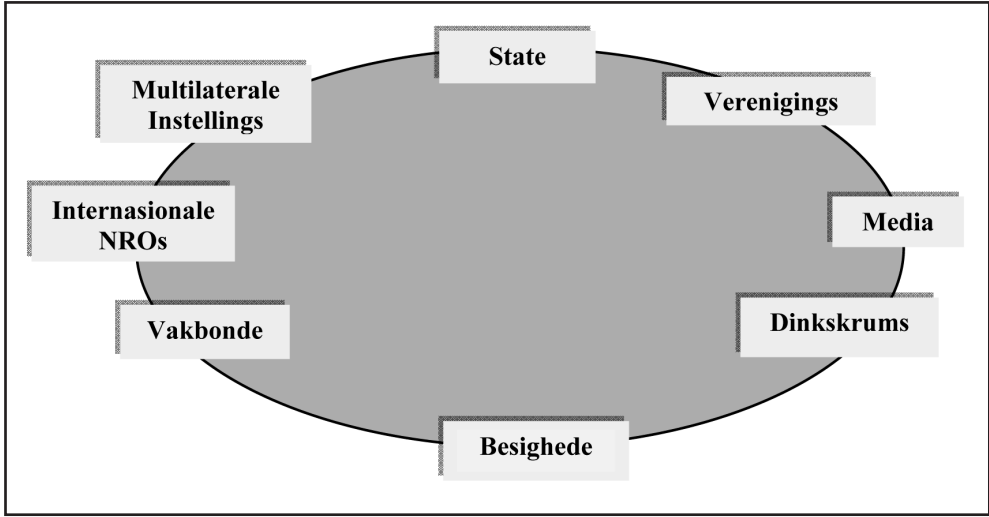 State
Multilaterale
Instellings
Verenigings
Internasionale
NROs
Media
Vakbonde
Dinkskrums
Besighede